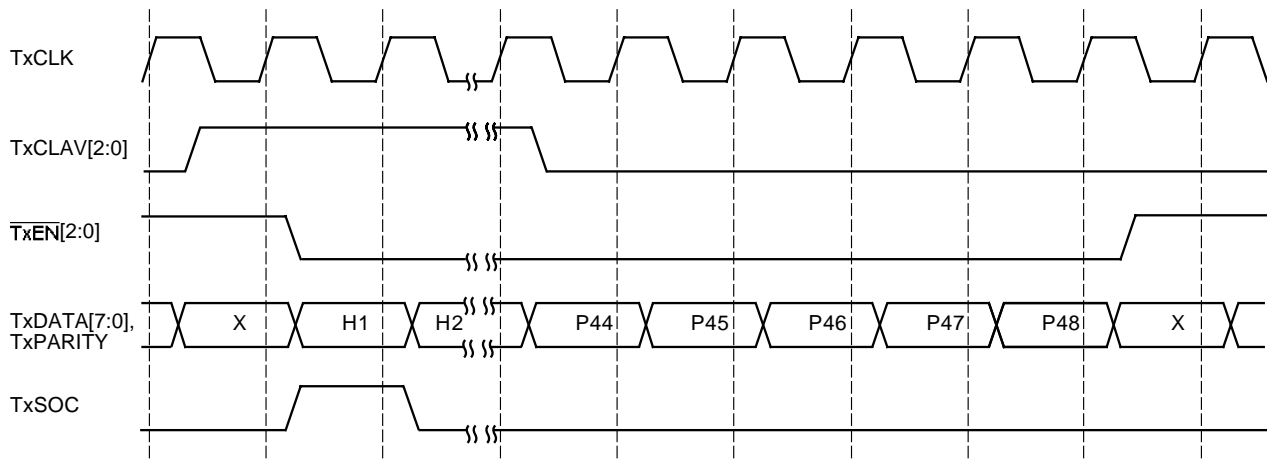 TxCLK
TxCLAV[2:0]
TxEN[2:0]
TxDATA[7:0],
TxPARITY
X H1 H2 P44 P45 P46 P47 P48 X
TxSOC